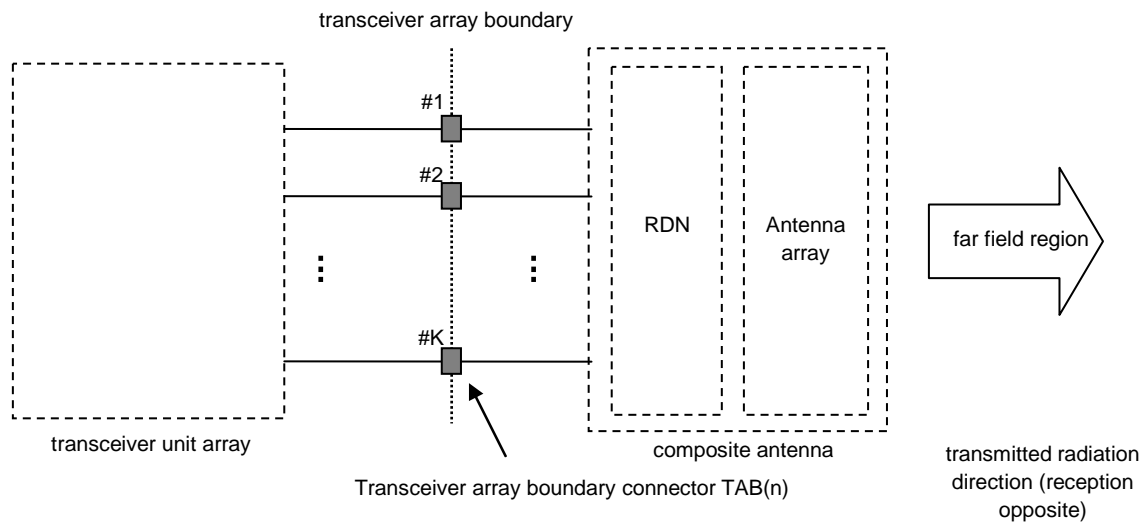 transceiver array boundary
#1
#2
RDN
Antenna
array
far field region
⋮
⋮
#K
transceiver unit array
composite antenna
Transceiver array boundary connector TAB(n)
transmitted radiation
direction (reception
opposite)